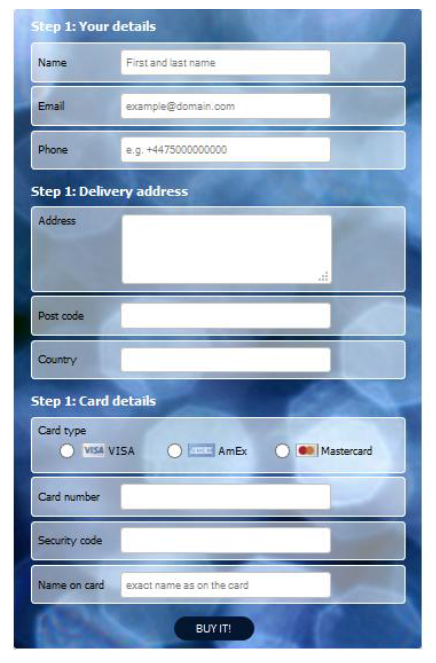 Step 1: Your details
Name First and last name
Email example@domain.com
Phone e.g. +4475000000000
Step 1: Delivery address
Address
Post code
Country
Step 1: Card details
Card type
VISA VISA AmEx Mastercard
Card number
Security code
Name on card exact name as on the card
BUY IT!